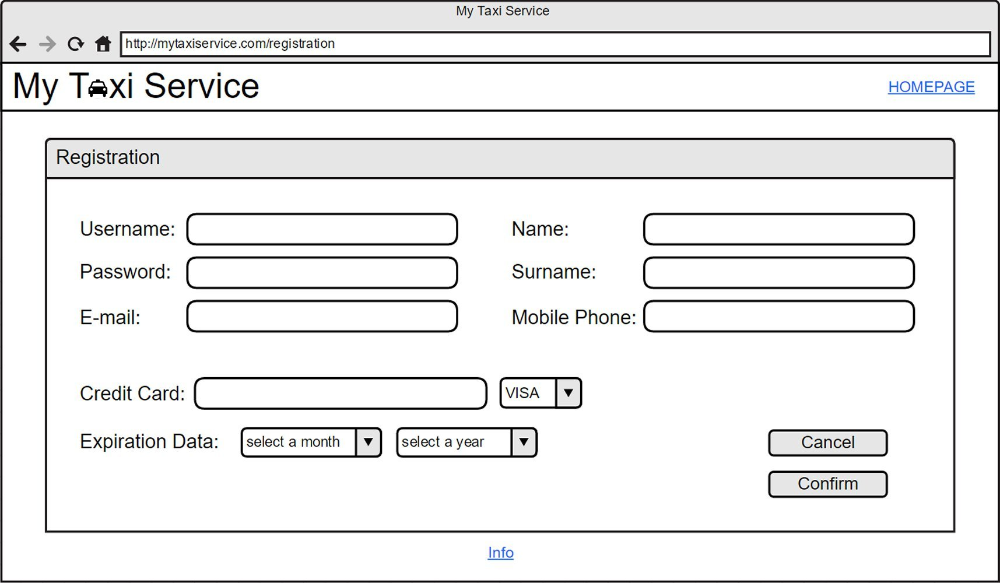 My Taxi Service
http://mytaxiservice.com/registration
My Txi Service
HOMEPAGE
Registration
Username:
Name:
Password:
Surname:
E-mail:
Mobile Phone:
Credit Card:
VISA
Expiration Data:
select a month
select a year
Cancel
Confirm
Info